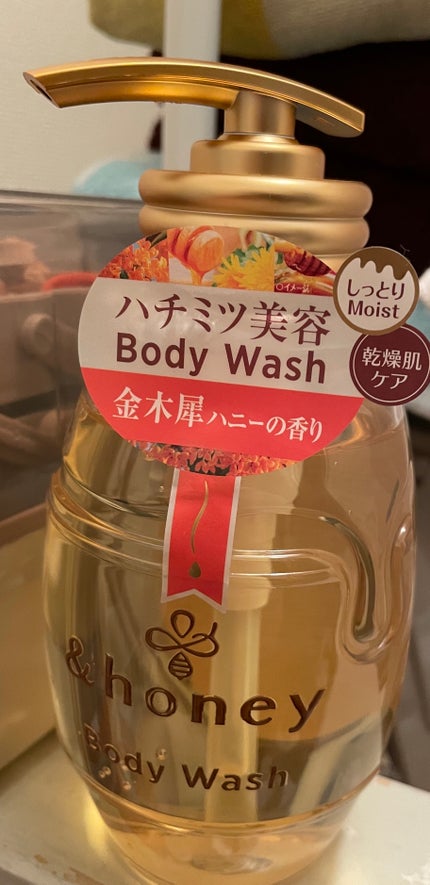 イメージ
ハチミツ美容
Body Wash
金木犀ハニーの香り
しっとり
Moist
乾燥肌
ケア
&honey
Body Wash